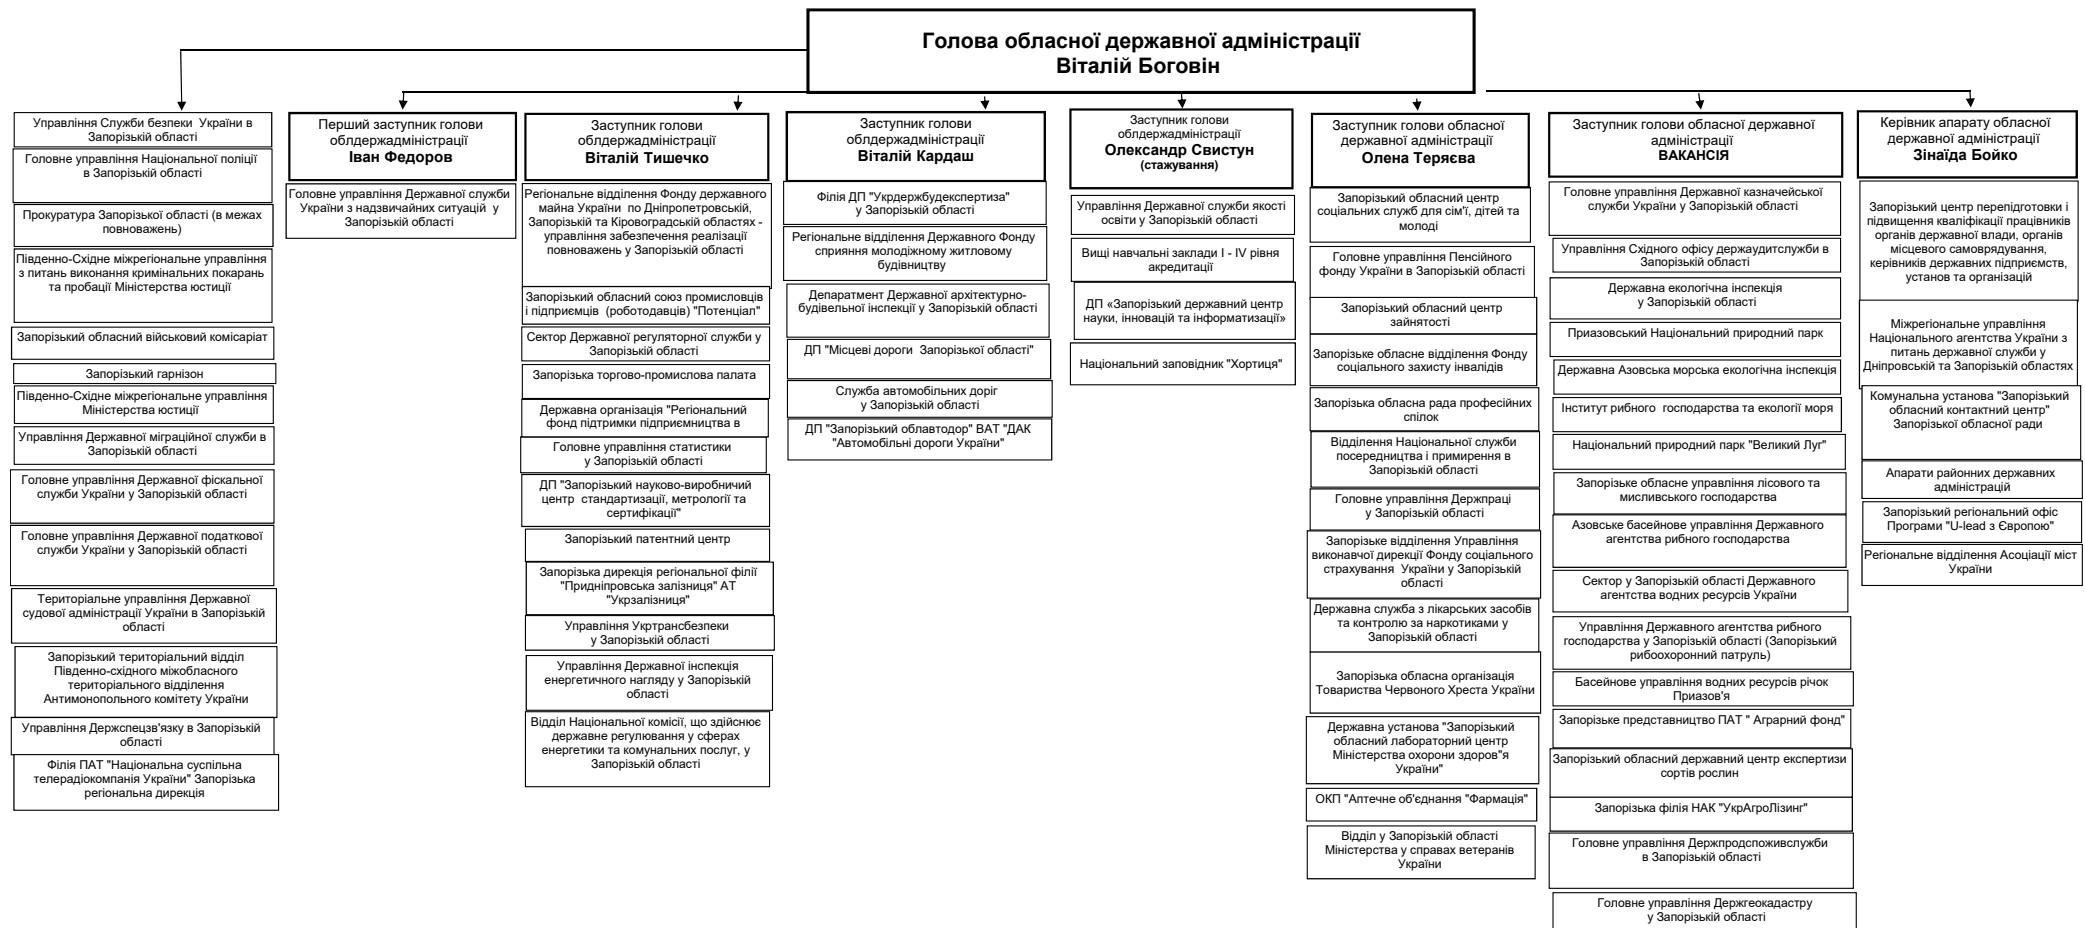 Голова обласної державної адміністрації
Віталій Боговін
Управління Служби безпеки України в
Запорізькій області
Головне управління Національної поліції
в Запорізькій області
Прокуратура Запорізької області (в межах
повноважень)
Південно-Східне міжрегіональне управління
з питань виконання кримінальних покарань
та пробації Міністерства юстиції
Запорізький обласний військовий комісаріат
Запорізький гарнізон
Південно-Східне міжрегіональне управління
Міністерства юстиції
Управління Державної міграційної служби в
Запорізькій області
Головне управління Державної фіскальної
служби України у Запорізькій області
Головне управління Державної податкової
служби України у Запорізькій області
Територіальне управління Державної
судової адміністрації України в Запорізькій
області
Запорізький територіальний відділ
Південно-східного міжобласного
територіального відділення
Антимонопольного комітету України
Управління Держспецзв'язку в Запорізькій
області
Філія ПАТ "Національна суспільна
телерадіокомпанія України" Запорізька
регіональна дирекція
Перший заступник голови
облдержадміністрації
Іван Федоров
Головне управління Державної служби
України з надзвичайних ситуацій у
Запорізькій області
Заступник голови
облдержадміністрації
Віталій Тишечко
Регіональне відділення Фонду державного
майна України по Дніпропетровській,
Запорізькій та Кіровоградській областях -
управління забезпечення реалізації
повноважень у Запорізькій області
Запорізький обласний союз промисловців
і підприємців (роботодавців) "Потенціал"
Сектор Державної регуляторної служби у
Запорізькій області
Запорізька торгово-промислова палата
Державна організація "Регіональний
фонд підтримки підприємництва в
Головне управління статистики
у Запорізькій області
ДП "Запорізький науково-виробничий
центр стандартизації, метрології та
сертифікації"
Запорізький патентний центр
Запорізька дирекція регіональної філії
"Придніпровська залізниця" АТ
"Укрзалізниця"
Управління Укртрансбезпеки
у Запорізькій області
Управління Державної інспекція
енергетичного нагляду у Запорізькій
області
Відділ Національної комісії, що здійснює
державне регулювання у сферах
енергетики та комунальних послуг, у
Запорізькій області
Заступник голови
облдержадміністрації
Віталій Кардаш
Філія ДП "Укрдержбудекспертиза"
у Запорізькій області
Регіональне відділення Державного Фонду
сприяння молодіжному житловому
будівництву
Департамент Державної архітектурно-
будівельної інспекції у Запорізькій області
ДП "Місцеві дороги Запорізької області"
Служба автомобільних доріг
у Запорізькій області
ДП "Запорізький облавтодор" ВАТ "ДАК
"Автомобільні дороги України"
Заступник голови
облдержадміністрації
Олександр Свистун
(стажування)
Управління Державної служби якості
освіти у Запорізькій області
Вищі навчальні заклади І - IV рівня
акредитації
ДП «Запорізький державний центр
науки, інновацій та інформатизації»
Національний заповідник "Хортиця"
Заступник голови обласної
державної адміністрації
Олена Теряєва
Запорізький обласний центр
соціальних служб для сім'ї, дітей та
молоді
Головне управління Пенсійного
фонду України в Запорізькій області
Запорізький обласний центр
зайнятості
Запорізьке обласне відділення Фонду
соціального захисту інвалідів
Запорізька обласна рада професійних
спілок
Відділення Національної служби
посередництва і примирення в
Запорізькій області
Головне управління Держпраці
у Запорізькій області
Запорізьке відділення Управління
виконавчої дирекції Фонду соціального
страхування України у Запорізькій
області
Державна служба з лікарських засобів
та контролю за наркотиками у
Запорізькій області
Запорізька обласна організація
Товариства Червоного Хреста України
Державна установа "Запорізький
обласний лабораторний центр
Міністерства охорони здоров"я
України"
ОКП "Аптечне об'єднання "Фармація"
Відділ у Запорізькій області
Міністерства у справах ветеранів
України
Заступник голови обласної державної
адміністрації
ВАКАНСІЯ
Головне управління Державної казначейської
служби України у Запорізькій області
Управління Східного офісу держаудитслужби в
Запорізькій області
Державна екологічна інспекція
у Запорізькій області
Приазовський Національний природний парк
Державна Азовська морська екологічна інспекція
Інститут рибного господарства та екології моря
Національний природний парк "Великий Луг"
Запорізьке обласне управління лісового та
мисливського господарства
Азовське басейнове управління Державного
агентства рибного господарства
Сектор у Запорізькій області Державного
агентства водних ресурсів України
Управління Державного агентства рибного
господарства у Запорізькій області (Запорізький
рибоохоронний патруль)
Басейнове управління водних ресурсів річок
Приазов'я
Запорізьке представництво ПАТ " Аграрний фонд"
Запорізький обласний державний центр експертизи
сортів рослин
Запорізька філія НАК "УкрАгроЛізинг"
Головне управління Держпродспоживслужби
в Запорізькій області
Головне управління Держгеокадастру
у Запорізькій області
Керівник апарату обласної
державної адміністрації
Зінаїда Бойко
Запорізький центр перепідготовки і
підвищення кваліфікації працівників
органів державної влади, органів
місцевого самоврядування,
керівників державних підприємств,
установ та організацій
Міжрегіональне управління
Національного агентства України з
питань державної служби у
Дніпровській та Запорізькій областях
Комунальна установа "Запорізький
обласний контактний центр"
Запорізької обласної ради
Апарати районних державних
адміністрацій
Запорізький регіональний офіс
Програми "U-lead з Європою"
Регіональне відділення Асоціації міст
України